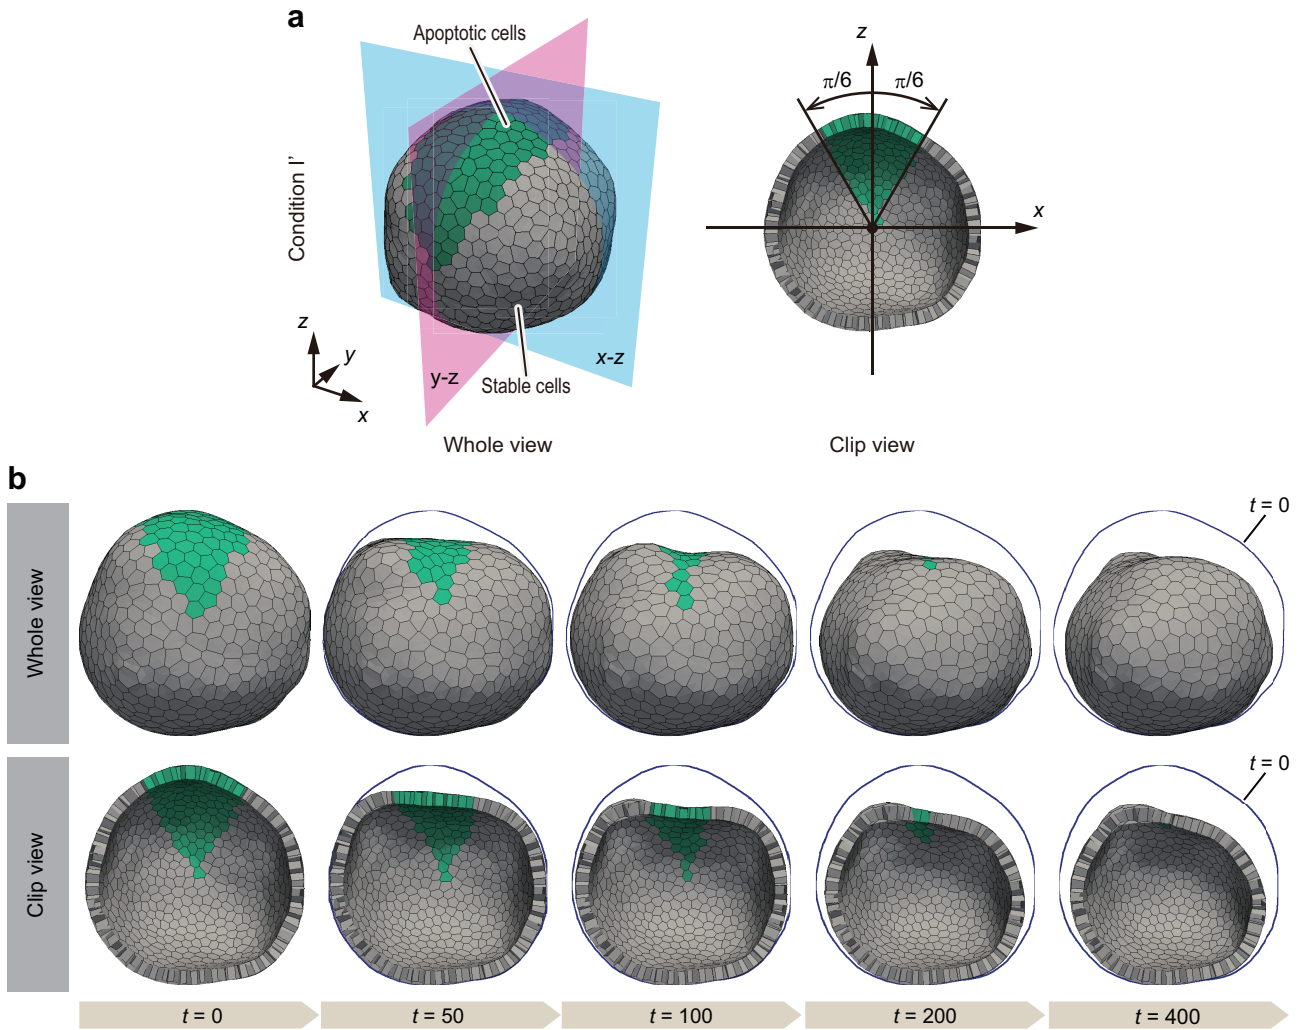 a
Apoptotic cells
Condition I'
z
y
x
y-z
x-z
Stable cells
Whole view
z
π/6
π/6
x
Clip view
b
Whole view
t = 0
Clip view
t = 0
t = 0
t = 50
t = 100
t = 200
t = 400